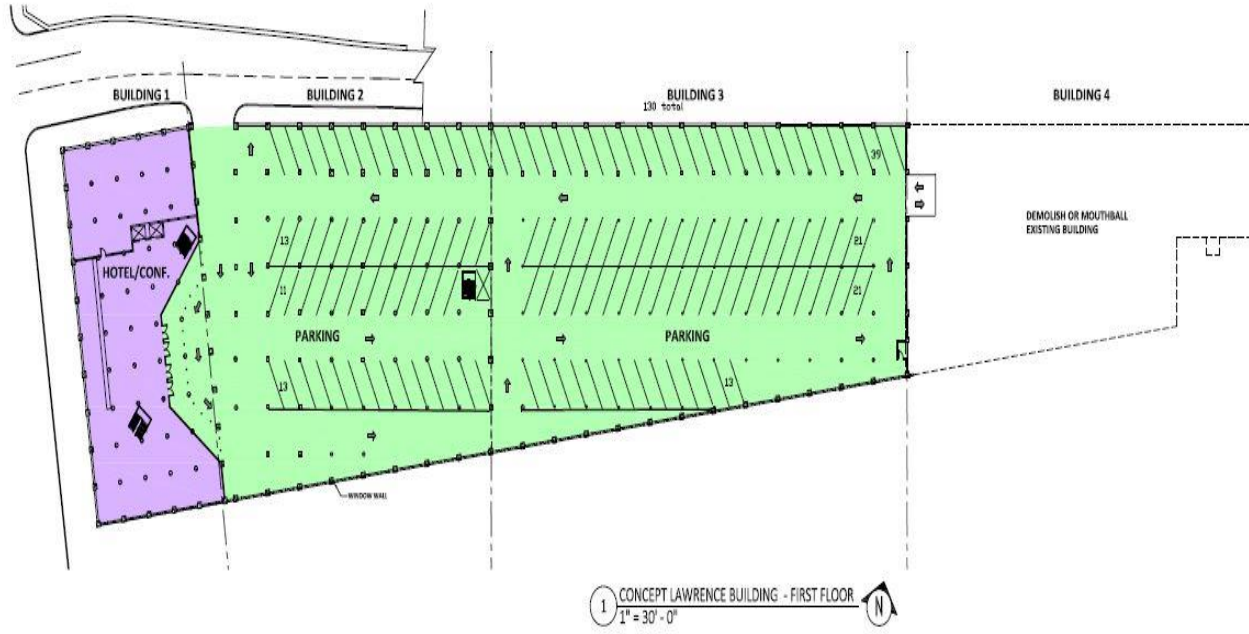 BUILDING 1
BUILDING 2
BUILDING 3
BUILDING 4
130 total
39
DEMOLISH OR MOUTHBALL
EXISTING BUILDING
13
21
HOTEL/CONF.
11
21
PARKING
PARKING
13
13
WINDOW WALL
1
CONCEPT LAWRENCE BUILDING - FIRST FLOOR
1" = 30' - 0"
N